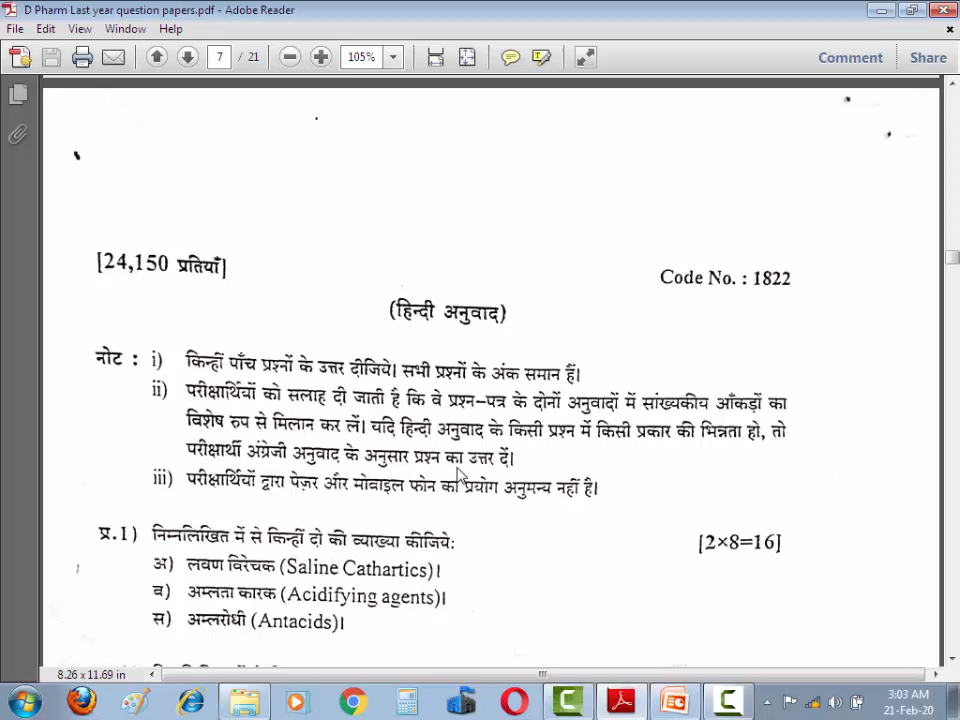 D Pharm Last year question papers.pdf - Adobe Reader
File Edit View Window Help
7 / 21 105% Comment Share
[24,150 प्रतियाँ]
Code No. : 1822
(हिन्दी अनुवाद)
नोट : i) किन्हीं पाँच प्रश्नों के उत्तर दीजिये। सभी प्रश्नों के अंक समान हैं।
ii) परीक्षार्थियों को सलाह दी जाती है कि वे प्रश्न-पत्र के दोनों अनुवादों में सांख्यकीय आँकड़ों का
विशेष रुप से मिलान कर लें। यदि हिन्दी अनुवाद के किसी प्रश्न में किसी प्रकार की भिन्नता हो, तो
परीक्षार्थी अंग्रेजी अनुवाद के अनुसार प्रश्न का उत्तर दें।
iii) परीक्षार्थियों द्वारा पेज़र और मोबाइल फोन का प्रयोग अनुमन्य नहीं है।
प्र.1) निम्नलिखित में से किन्हीं दो की व्याख्या कीजिये: [2×8=16]
अ) लवण विरेचक (Saline Cathartics)।
ब) अम्लता कारक (Acidifying agents)।
स) अम्लरोधी (Antacids)।
8.26 x 11.69 in
3:03 AM
21-Feb-20